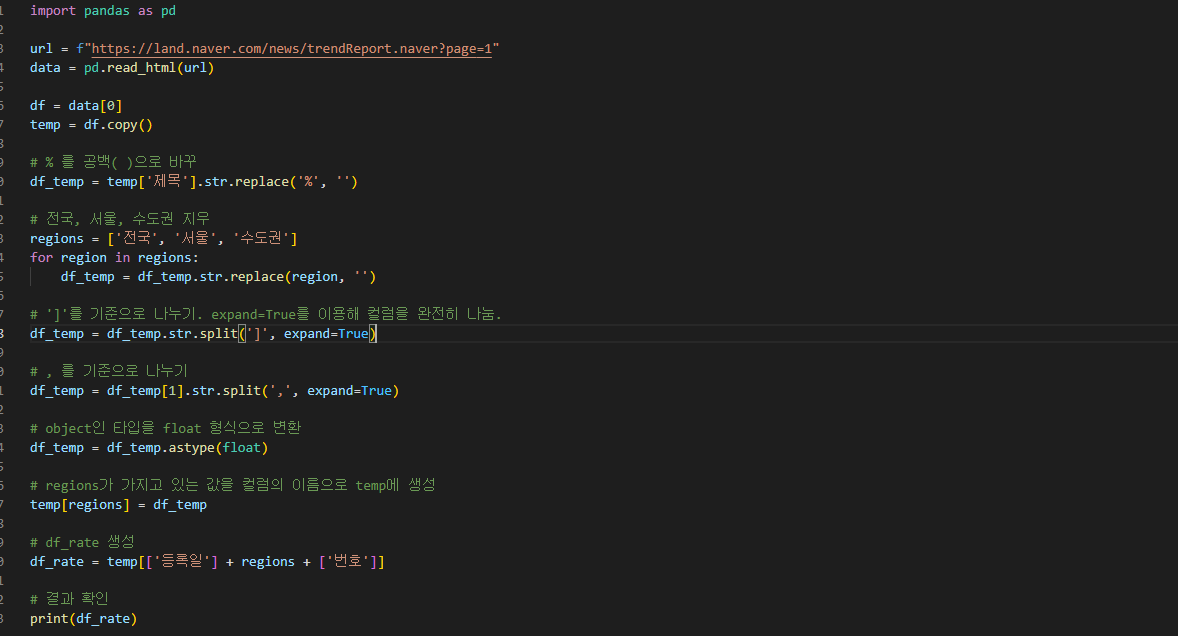 import pandas as pd
url = f"https://land.naver.com/news/trendReport.naver?page=1"
data = pd.read_html(url)
df = data[0]
temp = df.copy()
# % 를 공백( )으로 바꾸
df_temp = temp['제목'].str.replace('%', '')
# 전국, 서울, 수도권 지우
regions = ['전국', '서울', '수도권']
for region in regions:
    df_temp = df_temp.str.replace(region, '')
# ']'를 기준으로 나누기. expand=True를 이용해 컬럼을 완전히 나눔.
df_temp = df_temp.str.split(']', expand=True)
# , 를 기준으로 나누기
df_temp = df_temp[1].str.split(',', expand=True)
# object인 타입을 float 형식으로 변환
df_temp = df_temp.astype(float)
# regions가 가지고 있는 값을 컬럼의 이름으로 temp에 생성
temp[regions] = df_temp
# df_rate 생성
df_rate = temp[['등록일'] + regions + ['번호']]
# 결과 확인
print(df_rate)